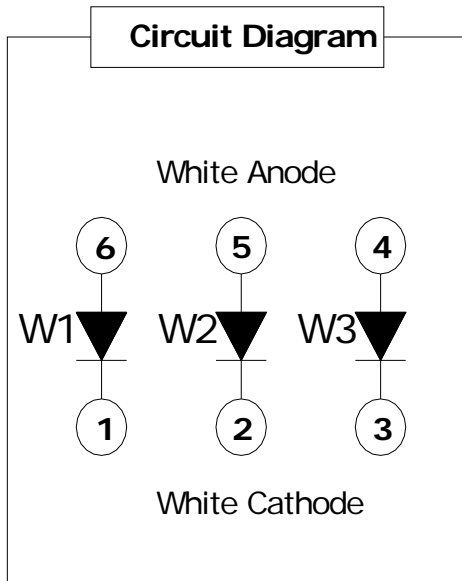 Circuit Diagram
White Anode
6 5 4
W1 W2 W3
1 2 3
White Cathode